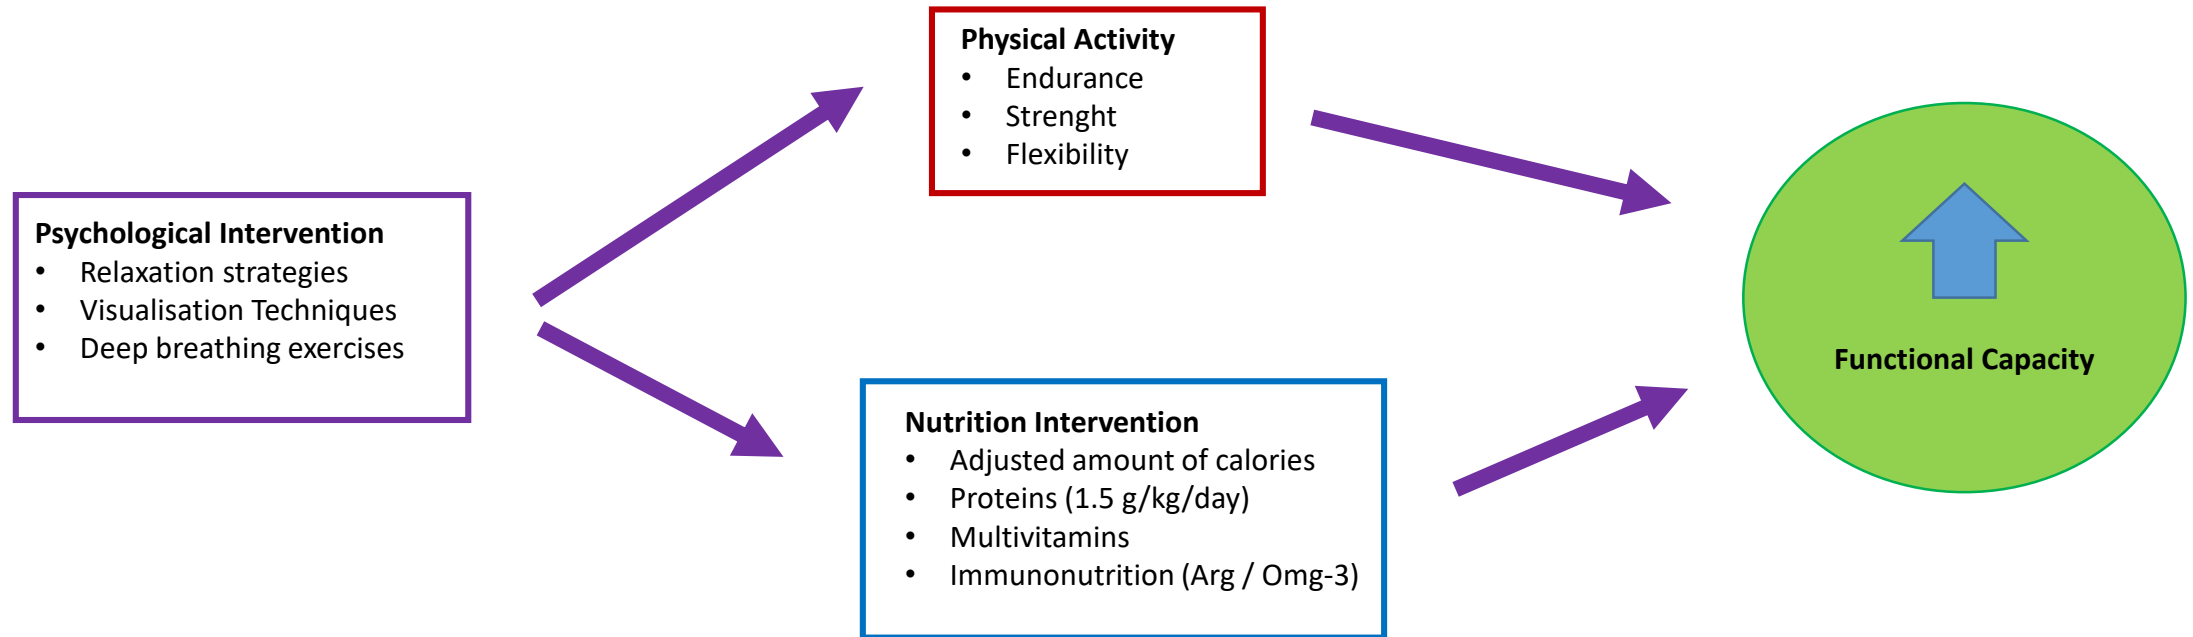 Psychological Intervention
• Relaxation strategies
• Visualisation Techniques
• Deep breathing exercises
Physical Activity
• Endurance
• Strenght
• Flexibility
Nutrition Intervention
• Adjusted amount of calories
• Proteins (1.5 g/kg/day)
• Multivitamins
• Immunonutrition (Arg / Omg-3)
Functional Capacity